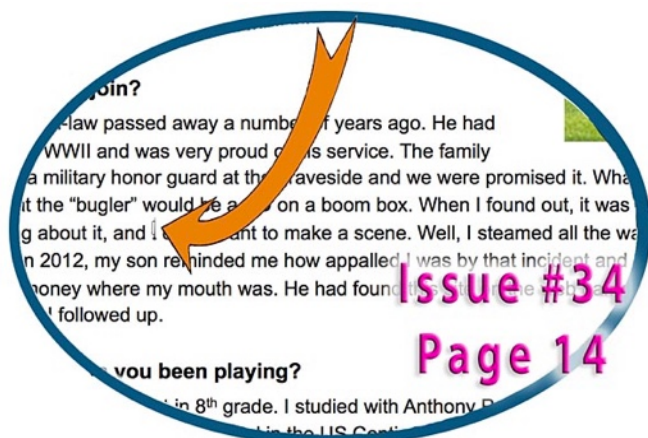 join?
-law passed away a number of years ago. He had
WWII and was very proud of his service. The family
a military honor guard at the graveside and we were promised it. Wha
t the “bugler” would be a on a boom box. When I found out, it was
g about it, and I want to make a scene. Well, I steamed all the wa
n 2012, my son reminded me how appalled I was by that incident and
money where my mouth was. He had found
I followed up.
Issue #34
Page 14
you been playing?
in 8th grade. I studied with Anthony
in the US